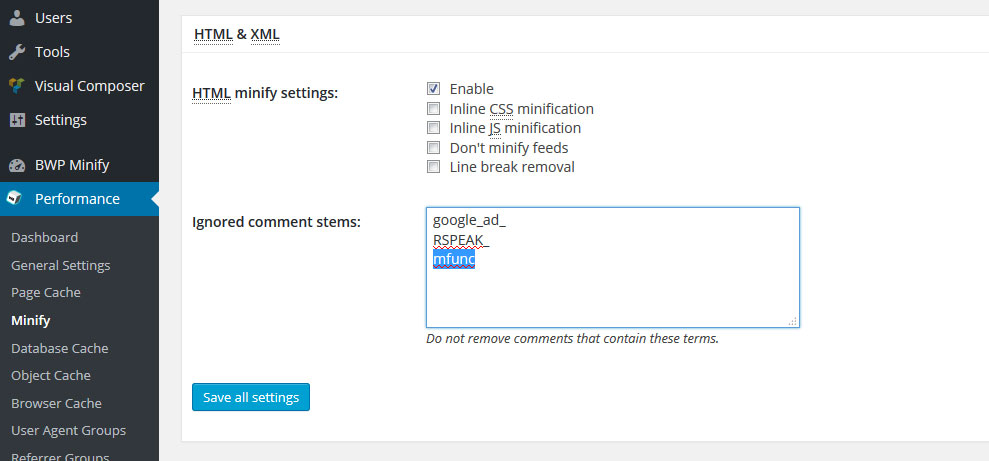 Users
Tools
Visual Composer
Settings
BWP Minify
Performance
Dashboard
General Settings
Page Cache
Minify
Database Cache
Object Cache
Browser Cache
User Agent Groups
Referrer Groups
HTML & XML
HTML minify settings:
Enable
Inline CSS minification
Inline JS minification
Don't minify feeds
Line break removal
Ignored comment stems:
google_ad_
RSPEAK_
mfunc
Do not remove comments that contain these terms.
Save all settings